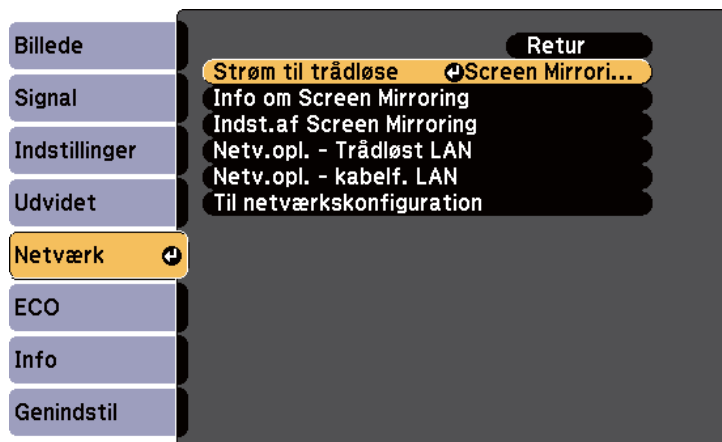 Billede
Signal
Indstillinger
Udvidet
Netværk
ECO
Info
Genindstil
Retur
Strøm til trådløse Screen Mirrori...
Info om Screen Mirroring
Indst.af Screen Mirroring
Netv.opl. - Trådløst LAN
Netv.opl. - kabelf. LAN
Til netværkskonfiguration